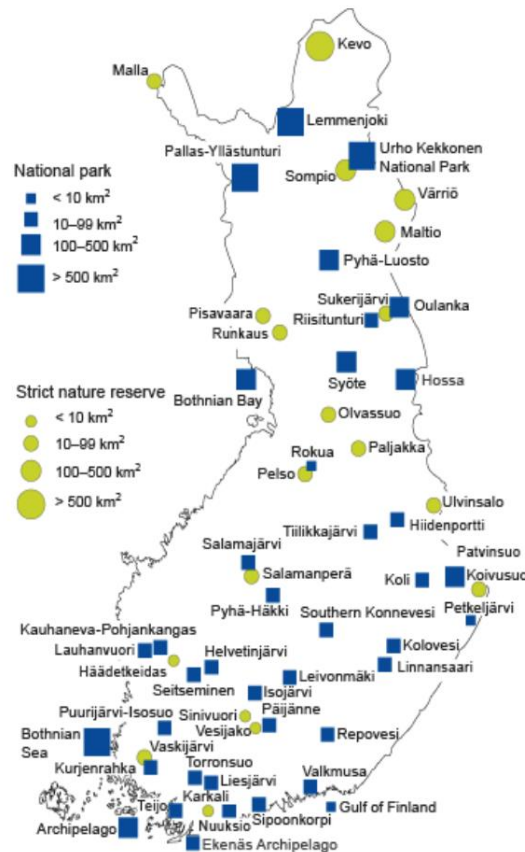 Kevo
Malla
Lemmenjoki
Pallas-Yllästunturi
Urho Kekkonen
National Park
Sompio
National park
< 10 km²
10–99 km²
100–500 km²
> 500 km²
Värriö
Maltio
Pyhä-Luosto
Sukerijärvi
Oulanka
Pisavaara
Riisitunturi
Runkaus
Syöte
Hossa
Bothnian Bay
Strict nature reserve
< 10 km²
10–99 km²
100–500 km²
> 500 km²
Olvassuo
Paljakka
Rokua
Pelso
Ulvinsalo
Hiidenportti
Tiilikkajärvi
Patvinsuo
Salamajärvi
Salamanperä
Koli
Koivusuo
Pyhä-Häkki
Petkeljärvi
Southern Konnevesi
Kauhaneva-Pohjankangas
Lauhanvuori
Helvetinjärvi
Kolovesi
Häädetkeidas
Linnansaari
Seitseminen
Leivonmäki
Isojärvi
Puurijärvi-Isosuo
Sinivuori
Päijänne
Vesijako
Repovesi
Bothnian
Sea
Vaskijärvi
Kurjenrahka
Torronsuo
Liesjärvi
Valkmusa
Teijo
Karkali
Gulf of Finland
Sipoonkorpi
Nuuksio
Archipelago
Ekenäs Archipelago